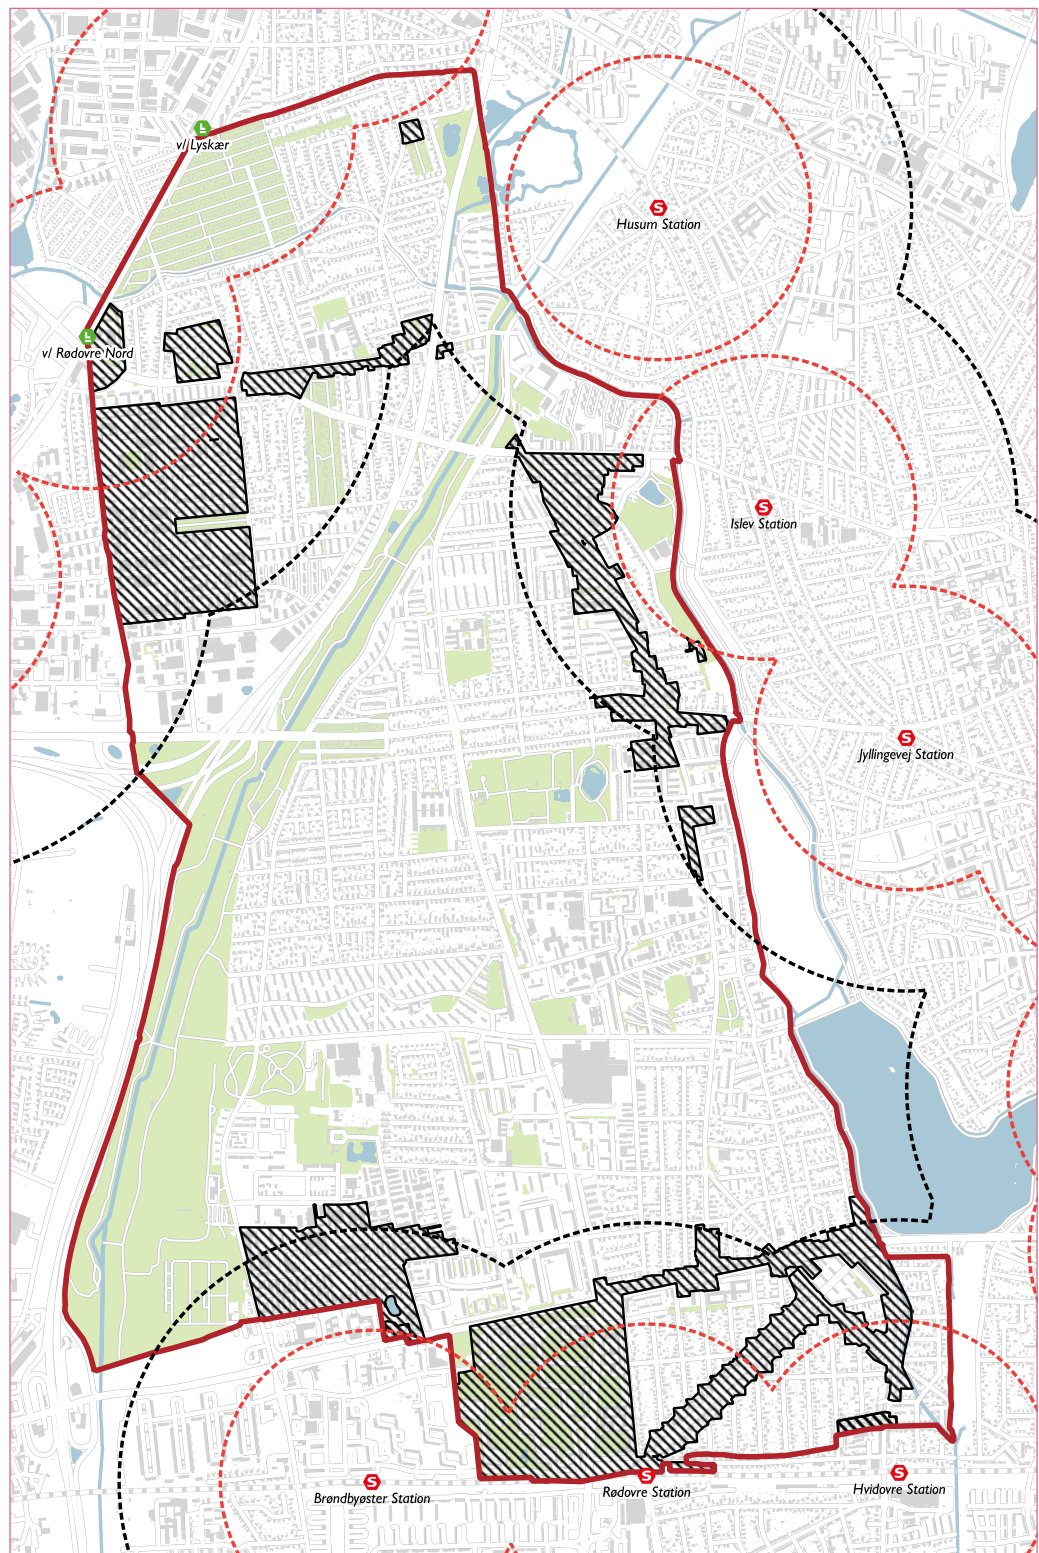 L
v/ Lyskær
S
Husum Station
L
v/ Rødovre Nord
S
Islev Station
S
Jyllingevej Station
S
Brøndbyøster Station
S
Rødovre Station
S
Hvidovre Station